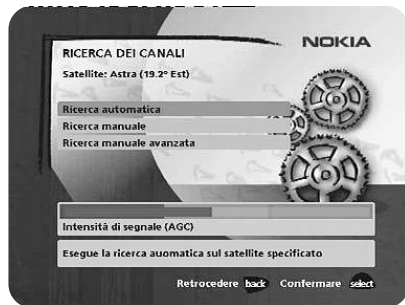 NOKIA
RICERCA DEI CANALI
Satellite: Astra (19.2° Est)
Ricerca automatica
Ricerca manuale
Ricerca manuale avanzata
Intensità di segnale (AGC)
Esegue la ricerca auomatica sul satellite specificato
Retrocedere back Confermare select